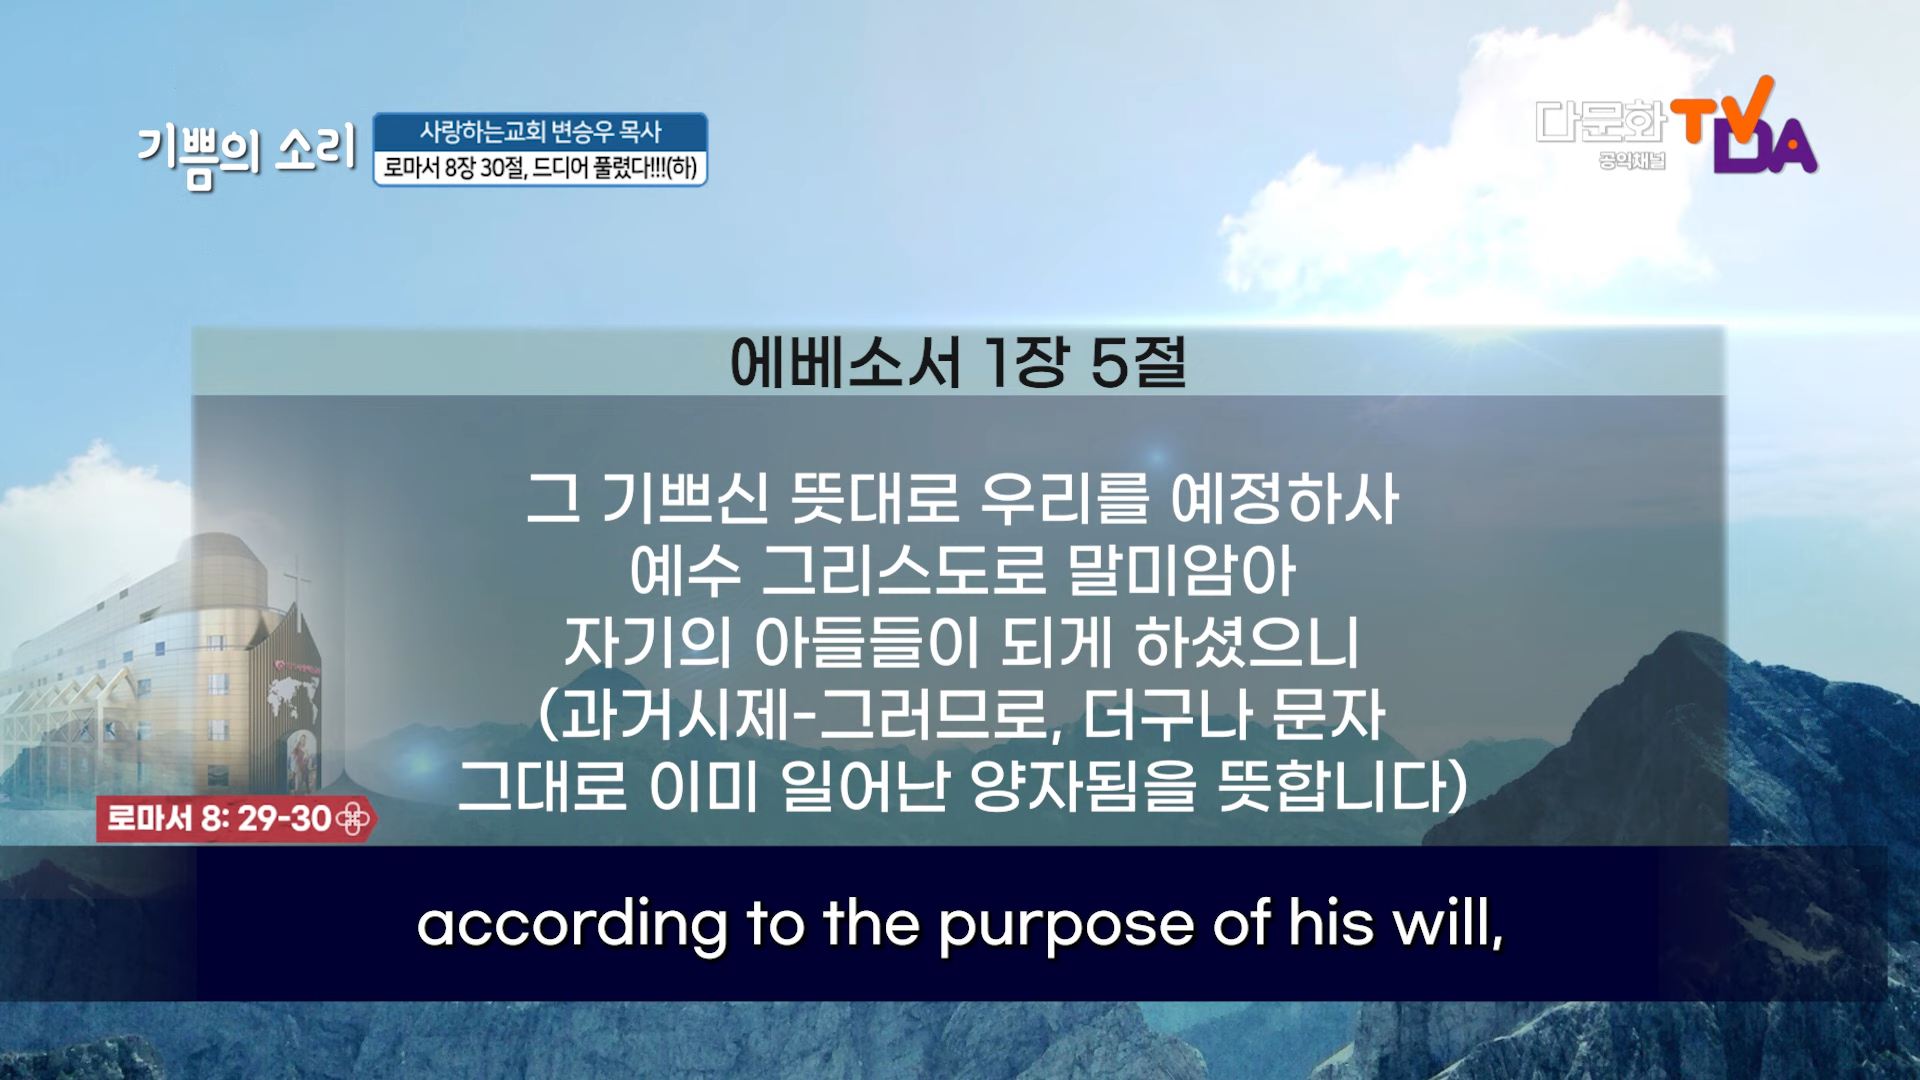 기쁨의 소리
사랑하는교회 변승우 목사
로마서 8장 30절, 드디어 풀렸다!!!(하)
다문화 TV
공익채널 DA
에베소서 1장 5절
그 기쁘신 뜻대로 우리를 예정하사
예수 그리스도로 말미암아
자기의 아들들이 되게 하셨으니
(과거시제-그러므로, 더구나 문자
그대로 이미 일어난 양자됨을 뜻합니다)
로마서 8: 29-30
according to the purpose of his will,